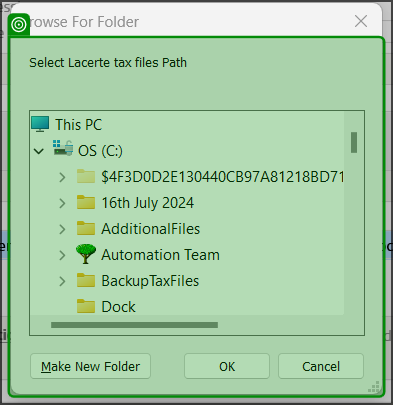 rowse For Folder
Select Lacerte tax files Path
This PC
OS (C:)
$4F3D0D2E130440CB97A81218BD71
16th July 2024
AdditionalFiles
Automation Team
BackupTaxFiles
Dock
Make New Folder
OK
Cancel